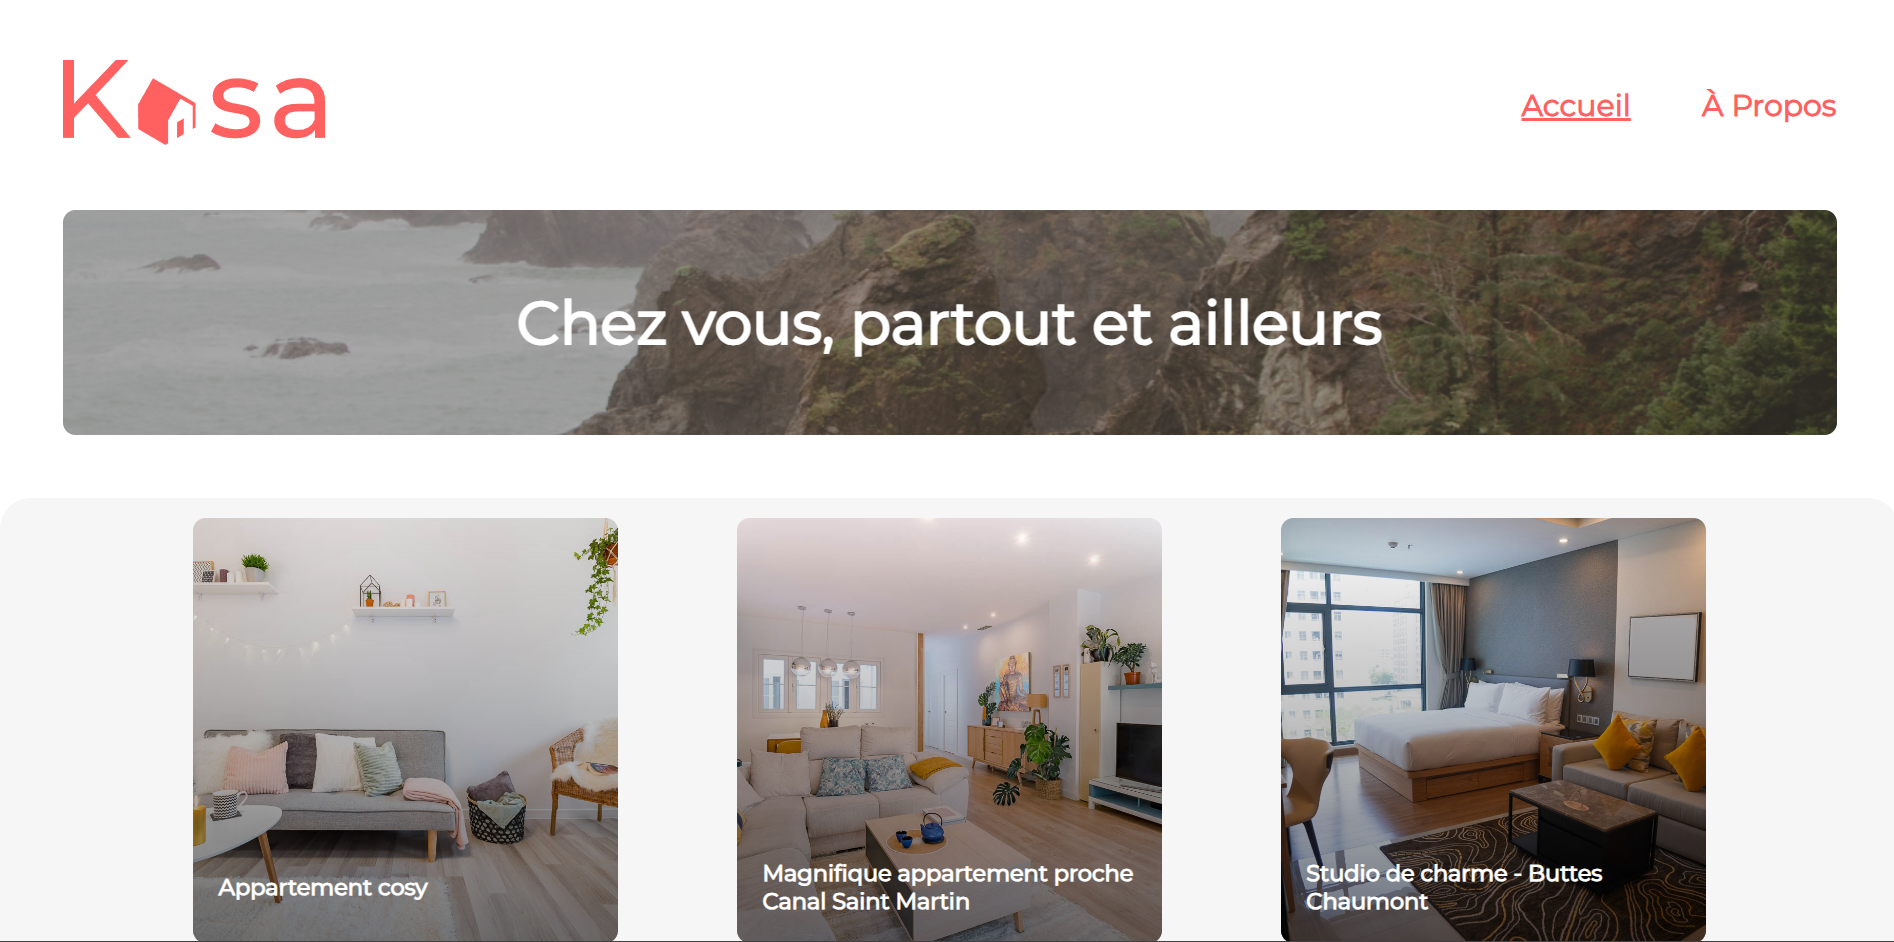 Kasa
Accueil
À Propos
Chez vous, partout et ailleurs
Appartement cosy
Magnifique appartement proche
Canal Saint Martin
Studio de charme - Buttes
Chaumont